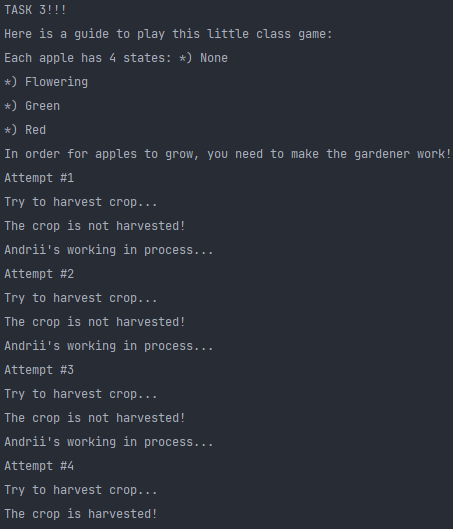 TASK 3!!!
Here is a guide to play this little class game:
Each apple has 4 states: *) None
*) Flowering
*) Green
*) Red
In order for apples to grow, you need to make the gardener work!
Attempt #1
Try to harvest crop...
The crop is not harvested!
Andrii's working in process...
Attempt #2
Try to harvest crop...
The crop is not harvested!
Andrii's working in process...
Attempt #3
Try to harvest crop...
The crop is not harvested!
Andrii's working in process...
Attempt #4
Try to harvest crop...
The crop is harvested!